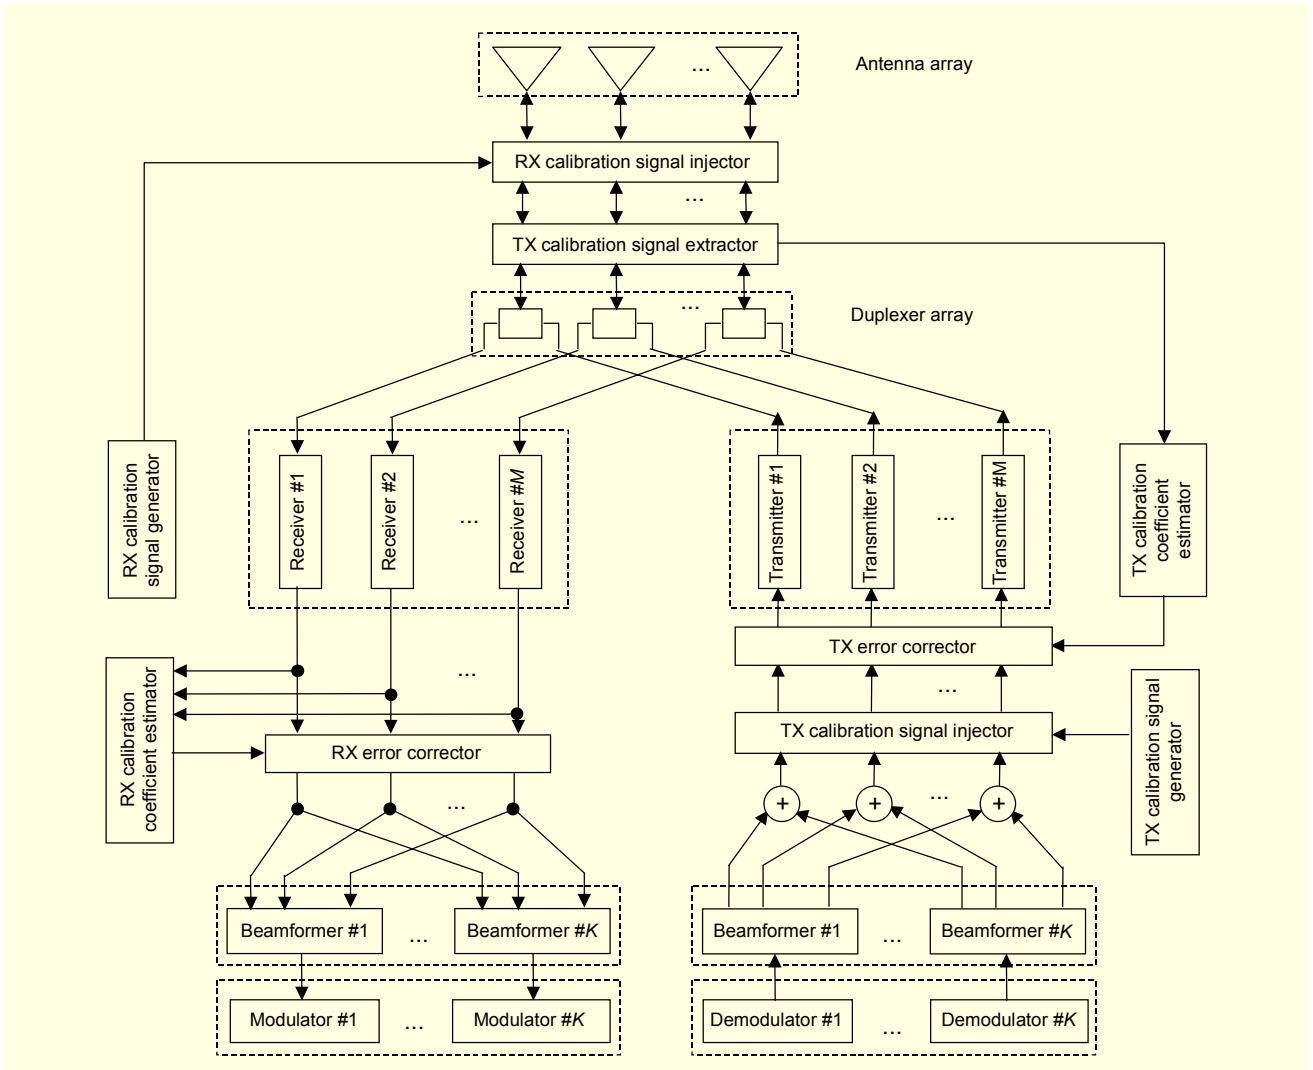 Antenna array
...
RX calibration signal injector
...
TX calibration signal extractor
...
Duplexer array
RX calibration
signal generator
Receiver #1
Receiver #2
...
Receiver #M
Transmitter #1
Transmitter #2
...
Transmitter #M
TX calibration
coefficient
estimator
RX calibration
coefficient estimator
...
RX error corrector
...
TX error corrector
...
TX calibration signal injector
TX calibration signal
generator
+
+
...
+
Beamformer #1
...
Beamformer #K
Beamformer #1
...
Beamformer #K
Modulator #1
...
Modulator #K
Demodulator #1
...
Demodulator #K